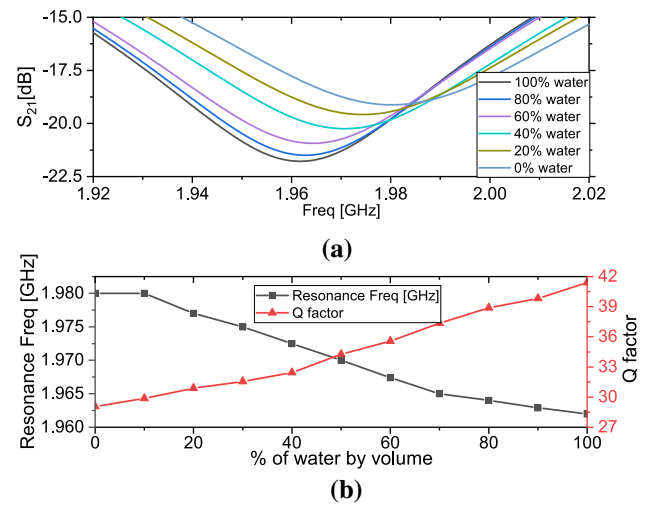 -15.0
-17.5
-20.0
-22.5
S21[dB]
100% water
80% water
60% water
40% water
20% water
0% water
1.92 1.94 1.96 1.98 2.00 2.02
Freq [GHz]
(a)
Resonance Freq [GHz]
1.980
1.975
1.970
1.965
1.960
Resonance Freq [GHz]
Q factor
42
39
36
33
30
27
Q factor
0 20 40 60 80 100
% of water by volume
(b)